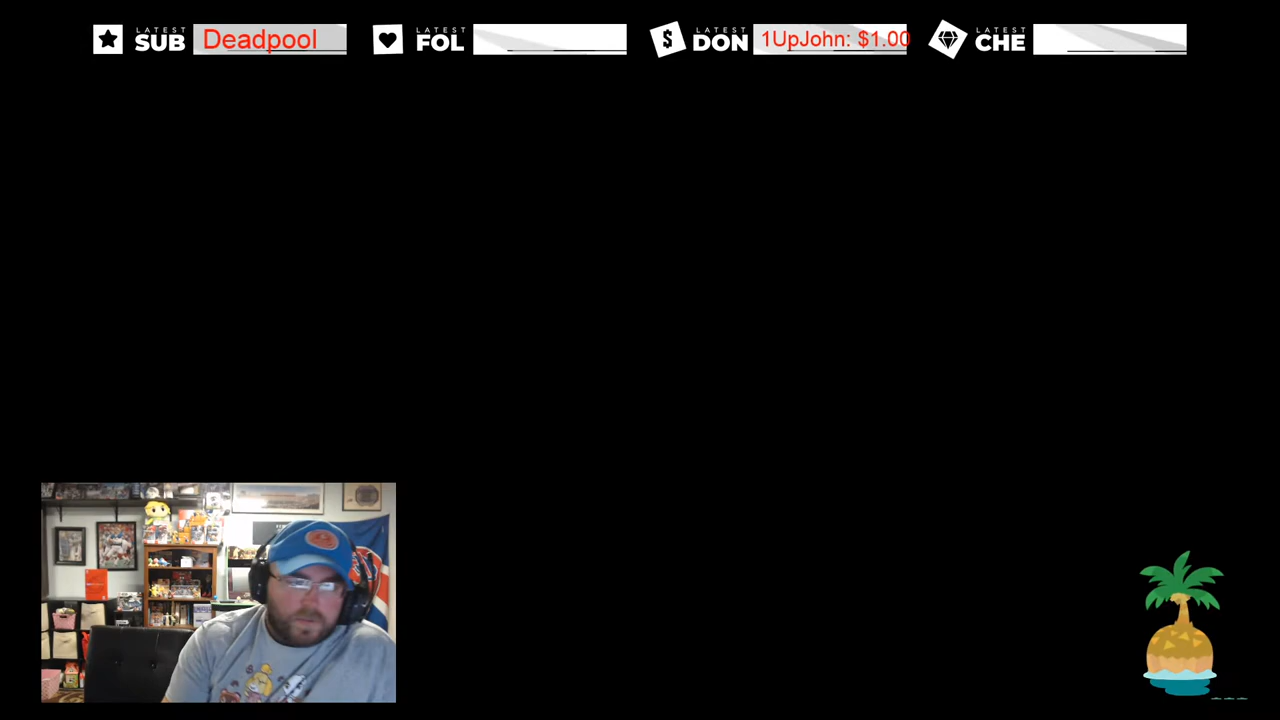 LATEST
SUB
Deadpool
LATEST
FOL
LATEST
DON
1UpJohn: $1.00
LATEST
CHE